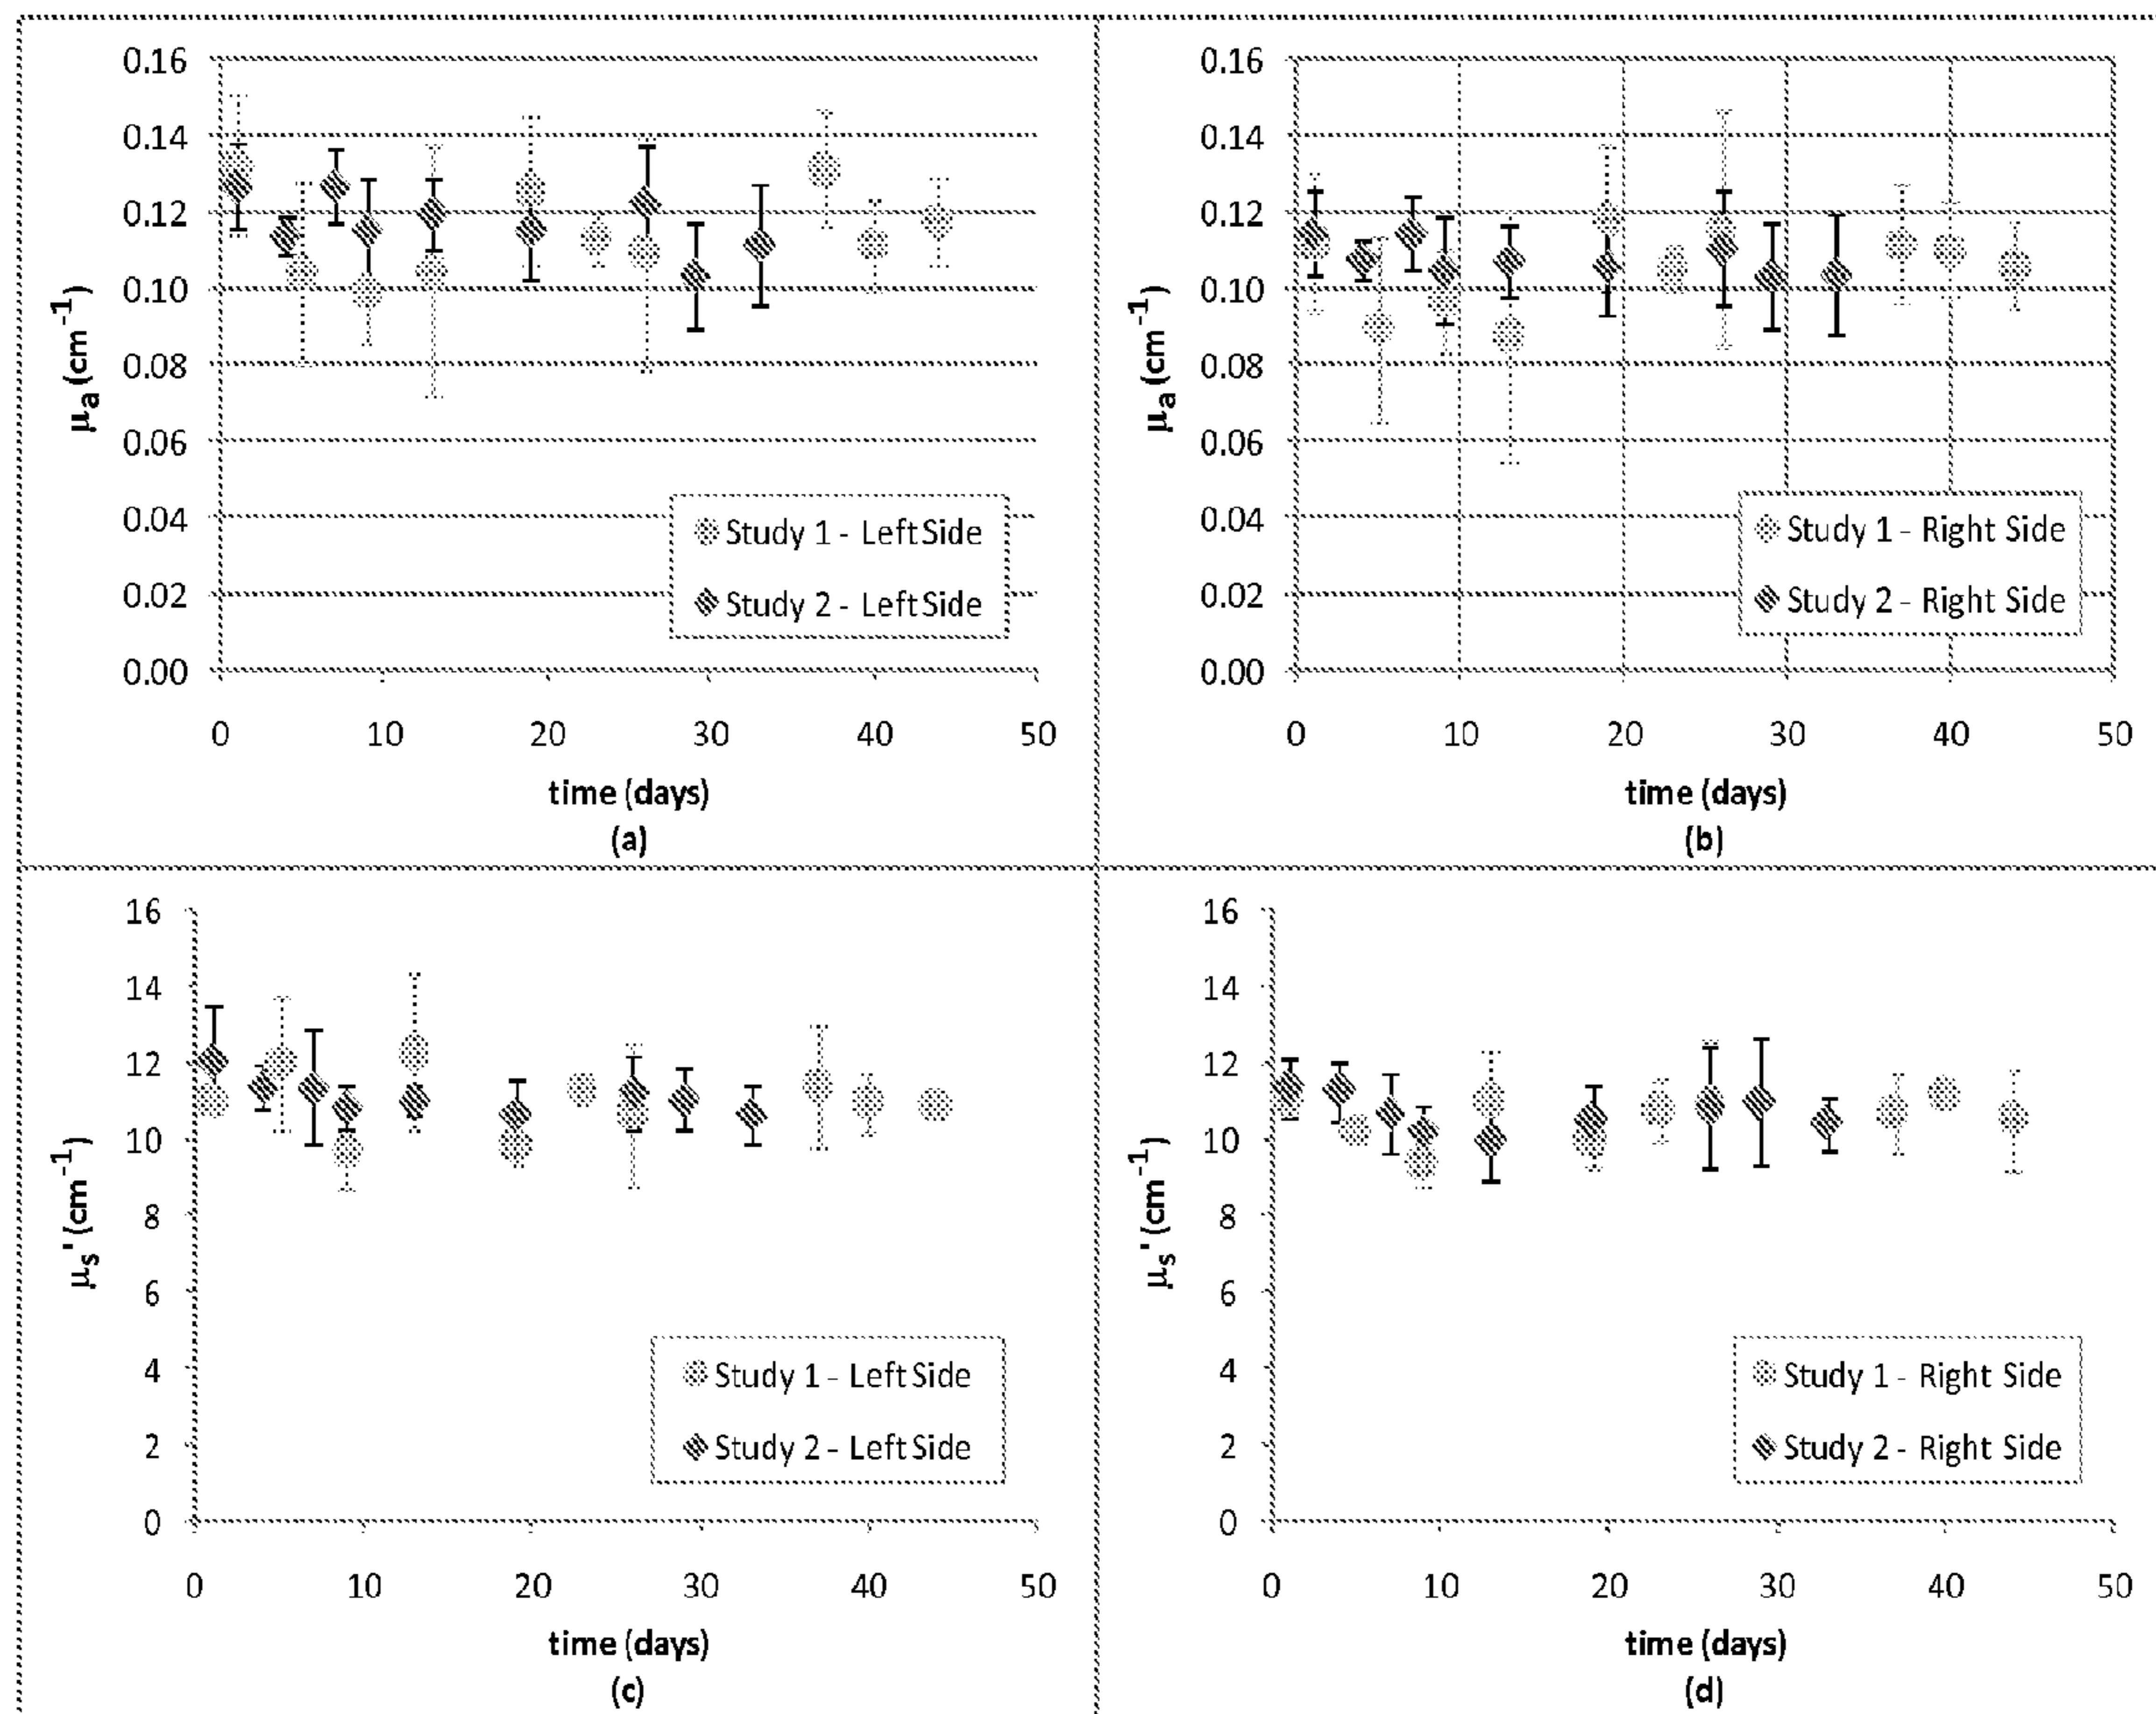 0.16
0.14
0.12
0.10
0.08
0.06
0.04
0.02
0.00
μa (cm-1)
Study 1 - Left Side
Study 2 - Left Side
0 10 20 30 40 50
time (days)
(a)
0.16
0.14
0.12
0.10
0.08
0.06
0.04
0.02
0.00
μa (cm-1)
Study 1 - Right Side
Study 2 - Right Side
0 10 20 30 40 50
time (days)
(b)
16
14
12
10
8
6
4
2
0
μs' (cm-1)
Study 1 - Left Side
Study 2 - Left Side
0 10 20 30 40 50
time (days)
(c)
16
14
12
10
8
6
4
2
0
μs' (cm-1)
Study 1 - Right Side
Study 2 - Right Side
0 10 20 30 40 50
time (days)
(d)